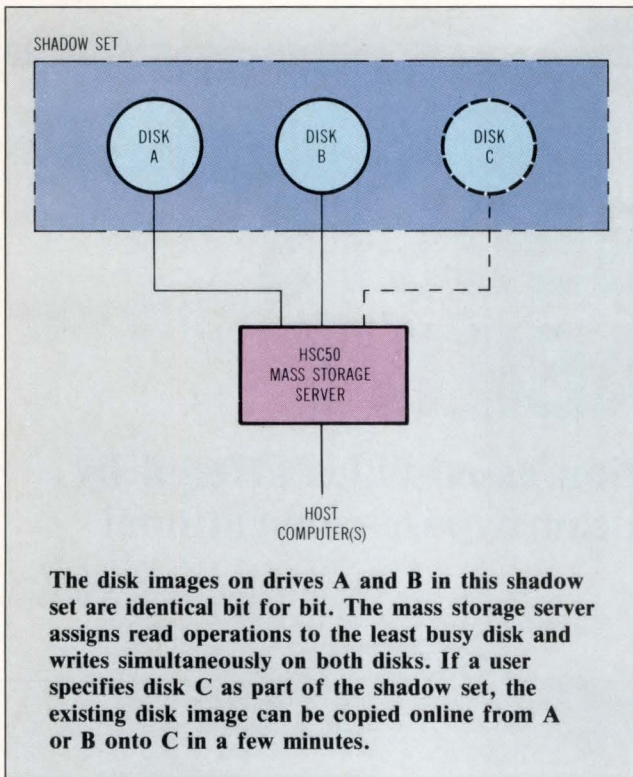 SHADOW SET
DISK
A
DISK
B
DISK
C
HSC50
MASS STORAGE
SERVER
HOST
COMPUTER(S)
The disk images on drives A and B in this shadow
set are identical bit for bit. The mass storage server
assigns read operations to the least busy disk and
writes simultaneously on both disks. If a user
specifies disk C as part of the shadow set, the
existing disk image can be copied online from A
or B onto C in a few minutes.